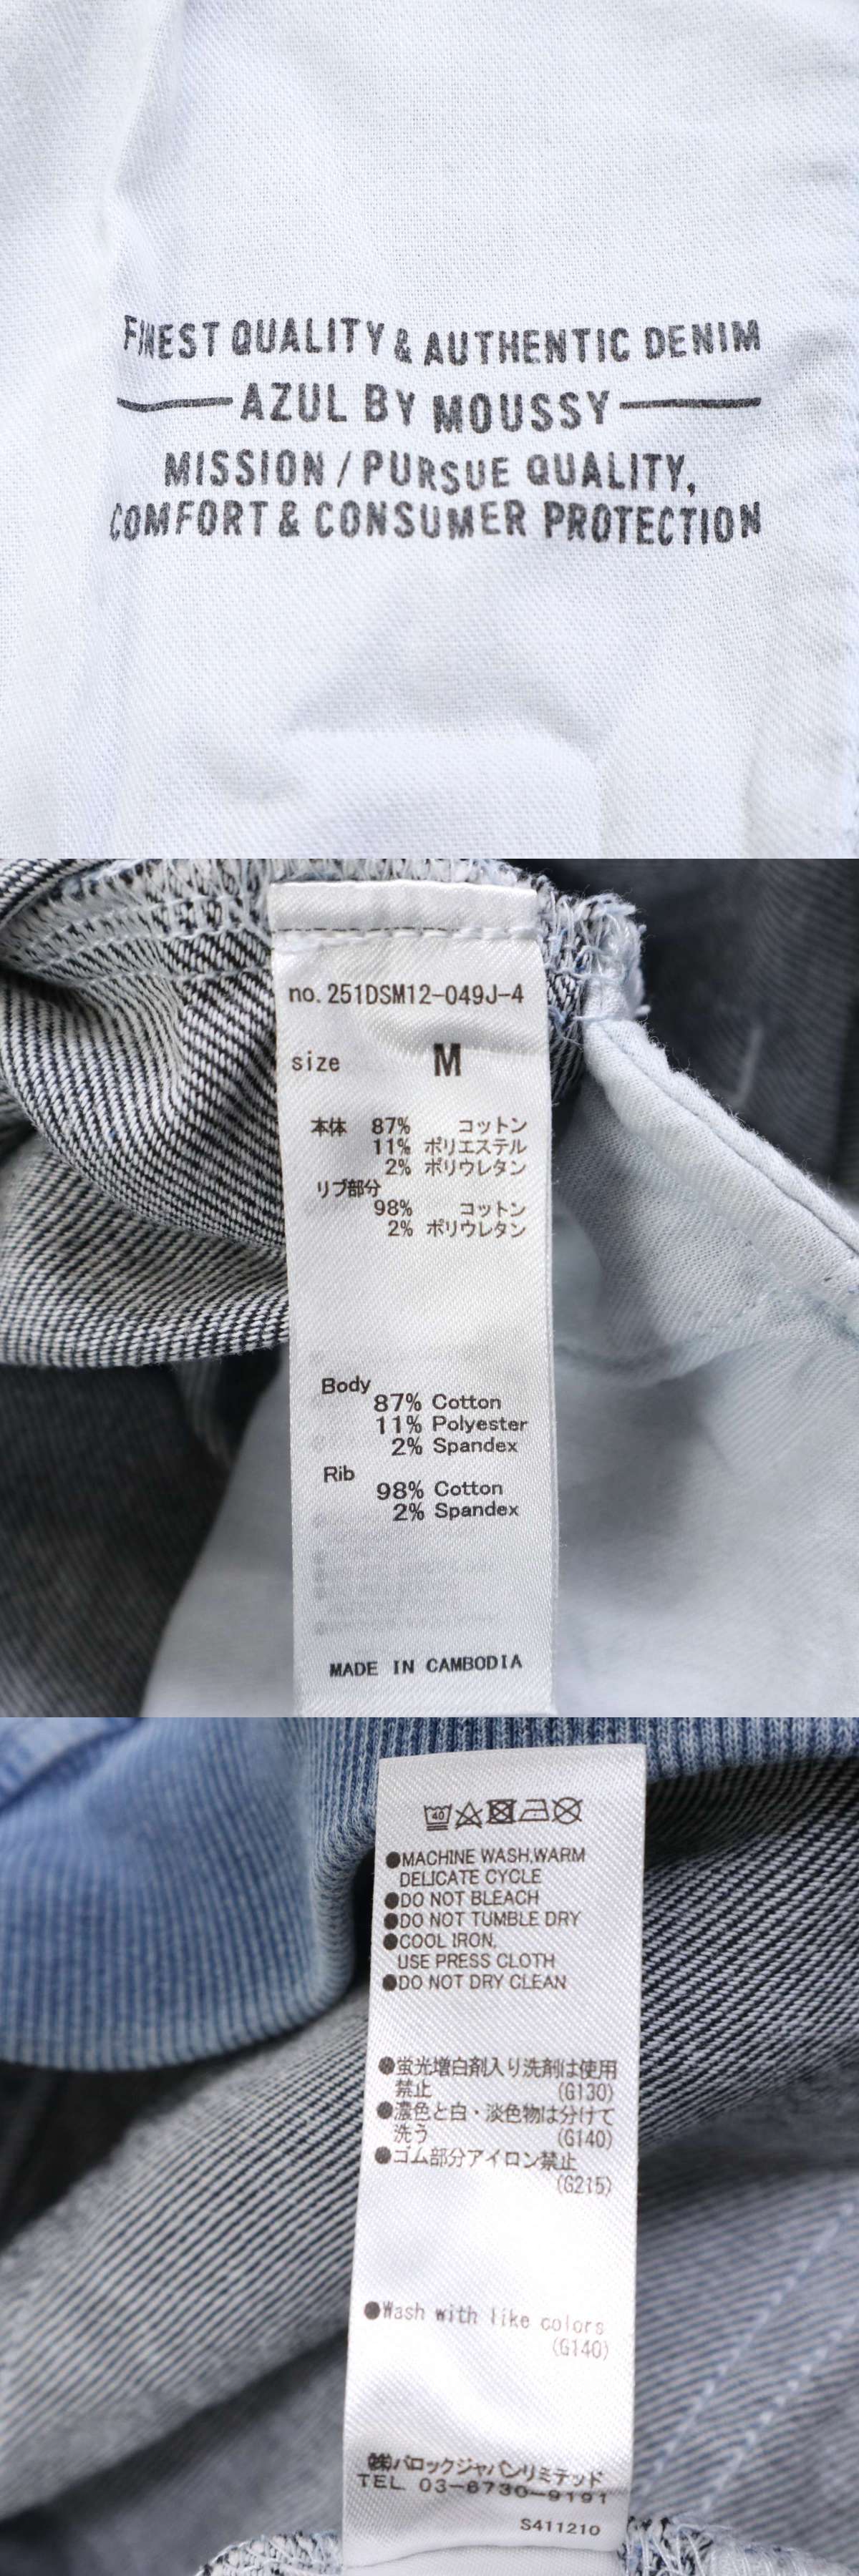 FINEST QUALITY & AUTHENTIC DENIM
AZUL BY MOUSSY
MISSION / PURSUE QUALITY,
COMFORT & CONSUMER PROTECTION
no. 251DSM12-049J-4
size M
本体 87% コットン
11% ポリエステル
2% ポリウレタン
リブ部分
98% コットン
2% ポリウレタン
Body
87% Cotton
11% Polyester
2% Spandex
Rib
98% Cotton
2% Spandex
MADE IN CAMBODIA
40
●MACHINE WASH,WARM
DELICATE CYCLE
●DO NOT BLEACH
●DO NOT TUMBLE DRY
●COOL IRON,
USE PRESS CLOTH
●DO NOT DRY CLEAN
●蛍光増白剤入り洗剤は使用
禁止 (G130)
●濃色と白・淡色物は分けて
洗う (G140)
●ゴム部分アイロン禁止
(G215)
●Wash with like colors
(G140)
㈱バロックジャパンリミテッド
TEL 03-6730-9191
S411210